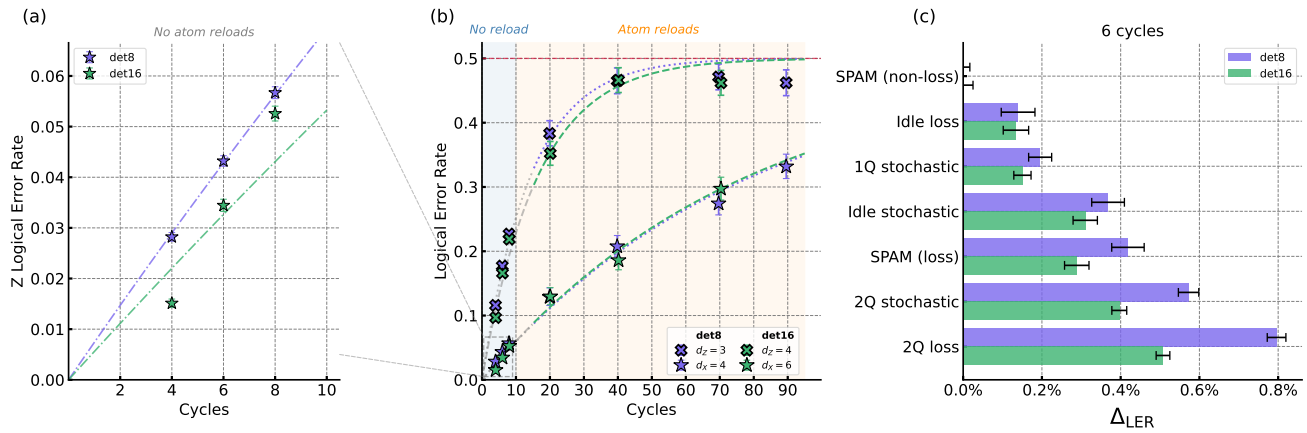 (a)
No atom reloads
det8
det16
Z Logical Error Rate
0.06
0.05
0.04
0.03
0.02
0.01
0.00
2
4
6
8
10
Cycles
(b)
No reload
Atom reloads
Logical Error Rate
0.5
0.4
0.3
0.2
0.1
0.0
0
10
20
30
40
50
60
70
80
90
Cycles
det8
det16
d_Z = 3
d_Z = 4
d_X = 4
d_X = 6
(c)
6 cycles
det8
det16
SPAM (non-loss)
Idle loss
1Q stochastic
Idle stochastic
SPAM (loss)
2Q stochastic
2Q loss
0.0%
0.2%
0.4%
0.6%
0.8%
Δ_LER